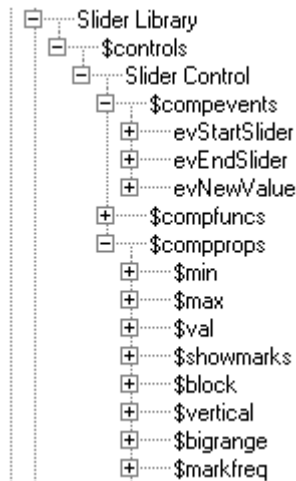 Slider Library
$controls
Slider Control
$compevents
evStartSlider
evEndSlider
evNewValue
$compfuncs
$compprops
$min
$max
$val
$showmarks
$block
$vertical
$bigrange
$markfreq